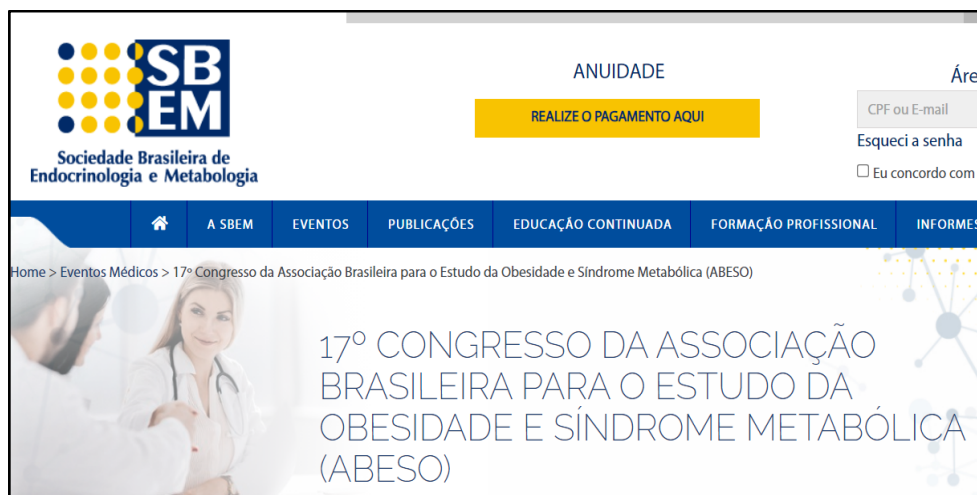 SB
EM
Sociedade Brasileira de
Endocrinologia e Metabologia
ANUIDADE
REALIZE O PAGAMENTO AQUI
CPF ou E-mail
Esqueci a senha
Eu concordo com
A SBEM EVENTOS PUBLICAÇÕES EDUCAÇÃO CONTINUADA FORMAÇÃO PROFISSIONAL INFORMES
Home > Eventos Médicos > 17º Congresso da Associação Brasileira para o Estudo da Obesidade e Síndrome Metabólica (ABESO)
17º CONGRESSO DA ASSOCIAÇÃO
BRASILEIRA PARA O ESTUDO DA
OBESIDADE E SÍNDROME METABÓLICA
(ABESO)